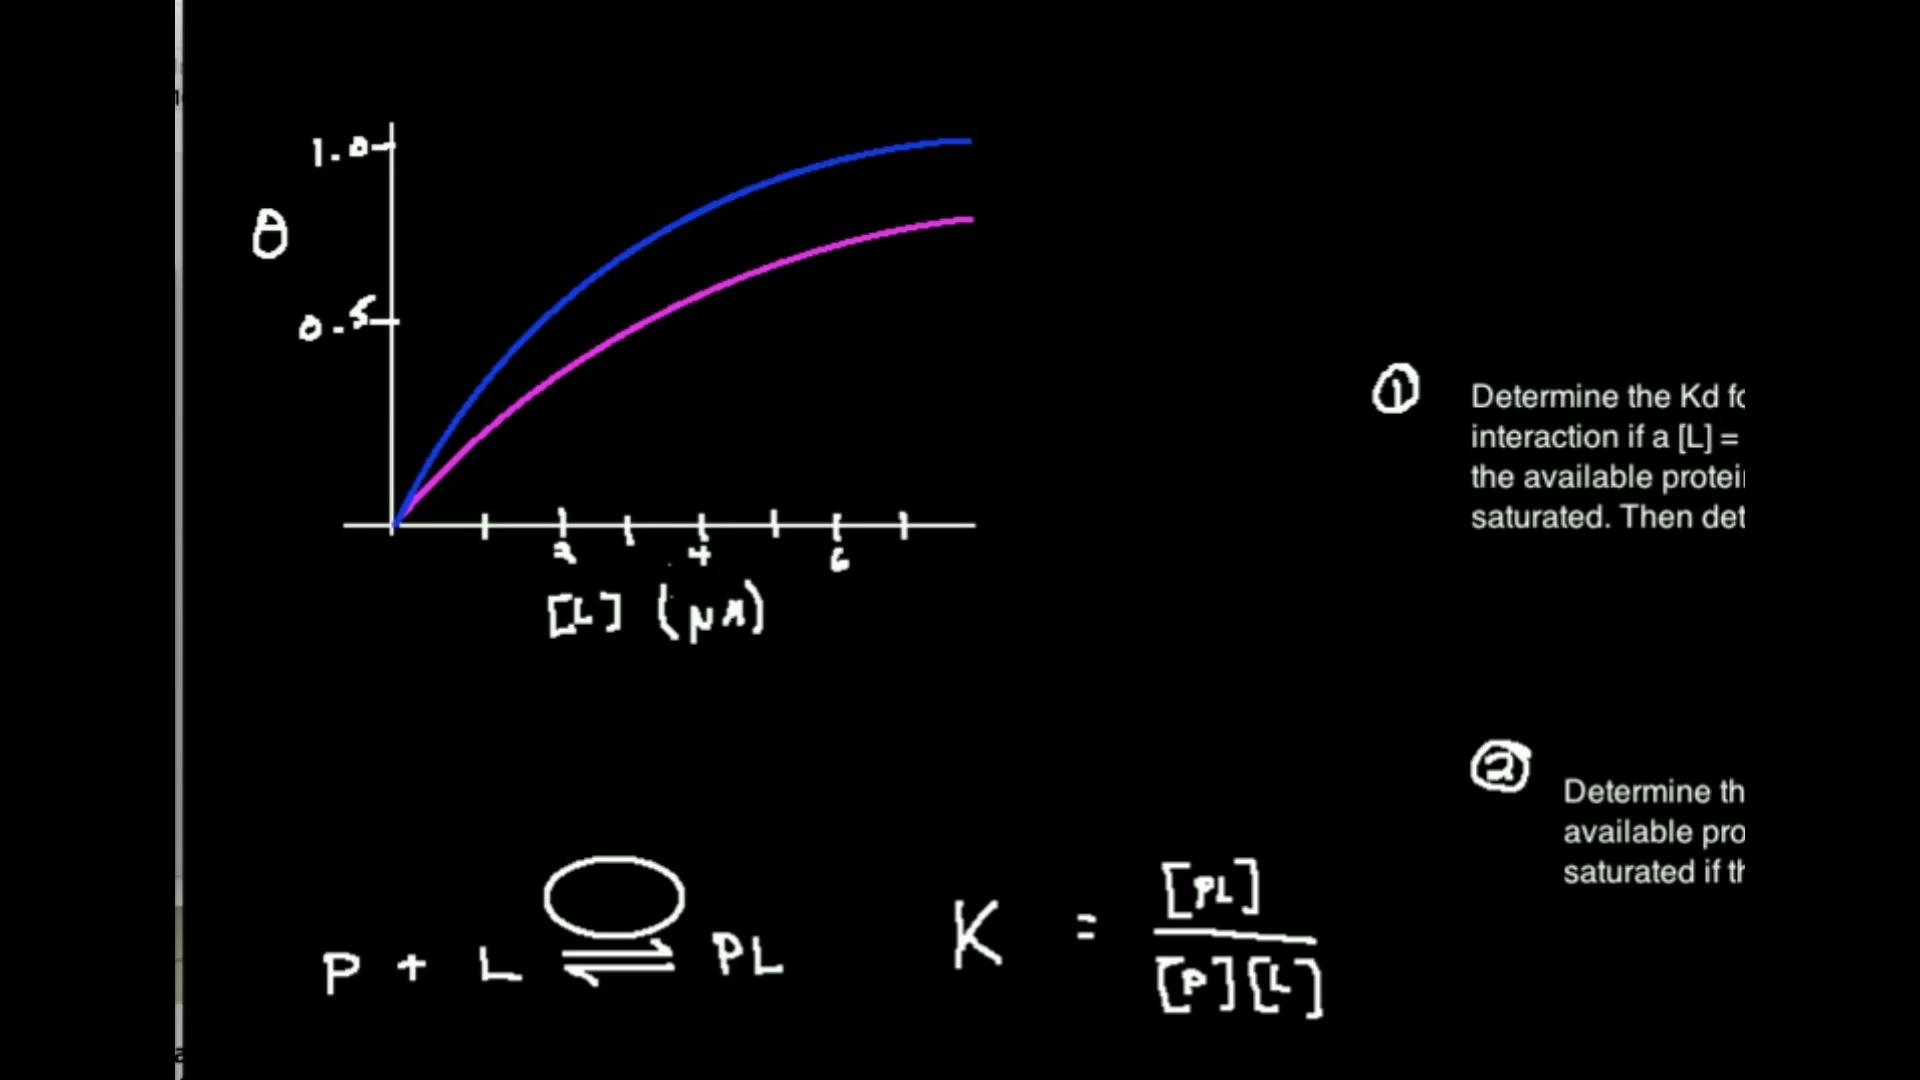 1.0
θ
0.5
2 4 6
[L] (μM)
① Determine the Kd fo
interaction if a [L] =
the available protei
saturated. Then det
② Determine th
available pro
saturated if th
P + L ⇌ PL
K = [PL]
[P][L]